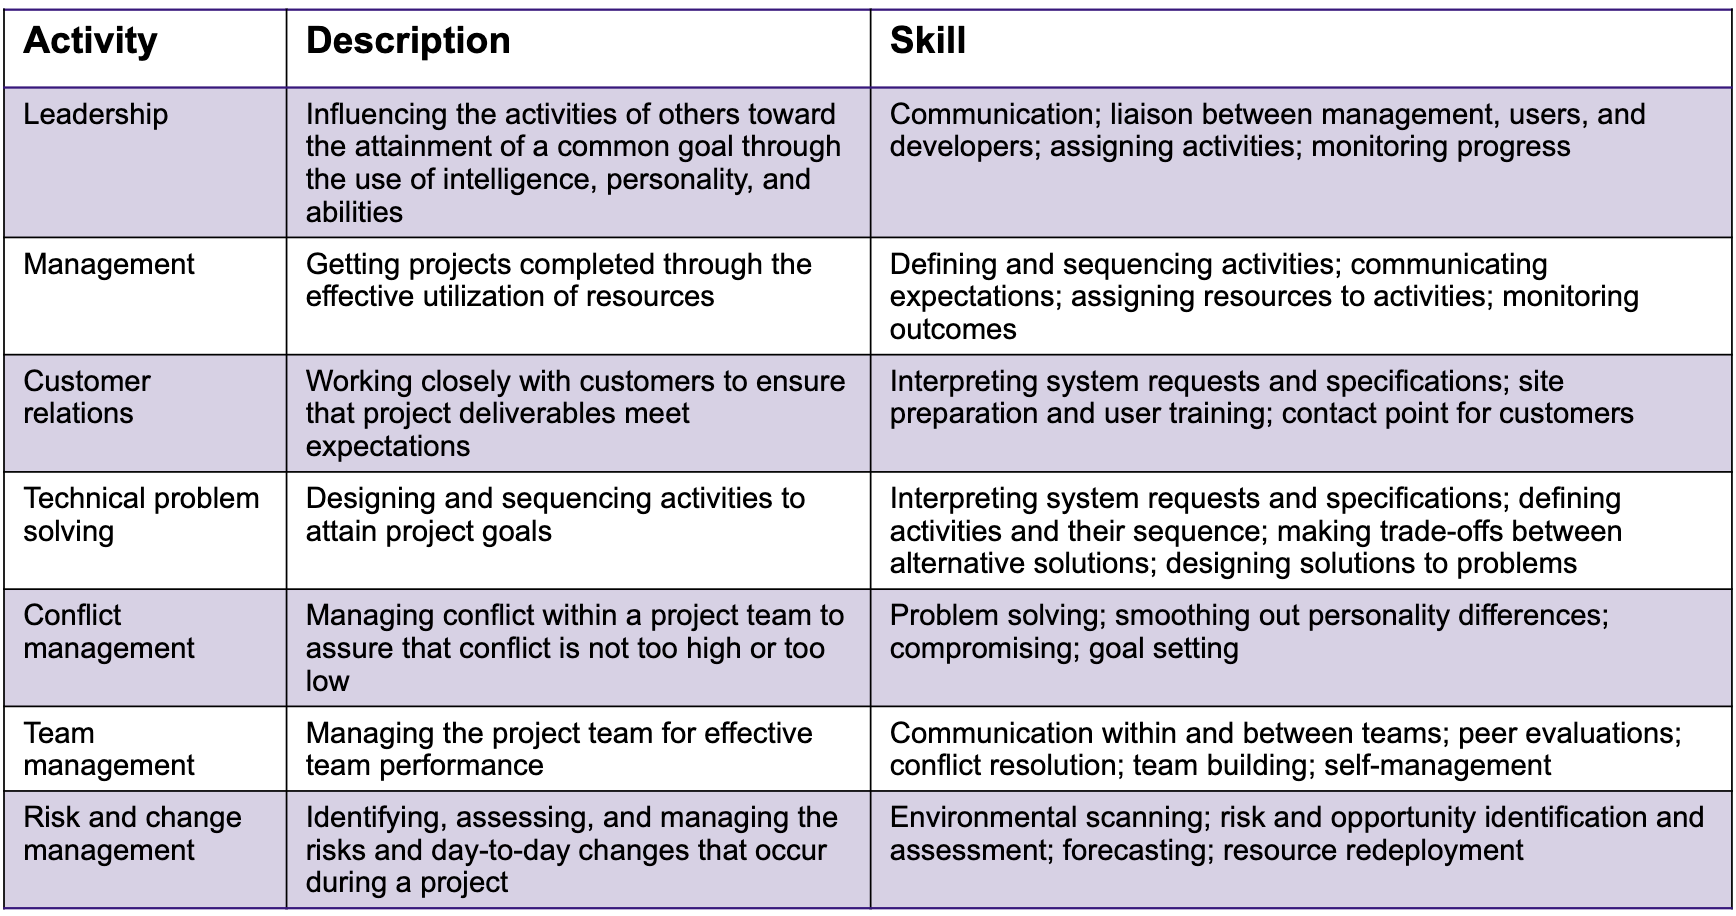 Activity
Description
Skill
Leadership
Influencing the activities of others toward
the attainment of a common goal through
the use of intelligence, personality, and
abilities
Communication; liaison between management, users, and
developers; assigning activities; monitoring progress
Management
Getting projects completed through the
effective utilization of resources
Defining and sequencing activities; communicating
expectations; assigning resources to activities; monitoring
outcomes
Customer
relations
Working closely with customers to ensure
that project deliverables meet
expectations
Interpreting system requests and specifications; site
preparation and user training; contact point for customers
Technical problem
solving
Designing and sequencing activities to
attain project goals
Interpreting system requests and specifications; defining
activities and their sequence; making trade-offs between
alternative solutions; designing solutions to problems
Conflict
management
Managing conflict within a project team to
assure that conflict is not too high or too
low
Problem solving; smoothing out personality differences;
compromising; goal setting
Team
management
Managing the project team for effective
team performance
Communication within and between teams; peer evaluations;
conflict resolution; team building; self-management
Risk and change
management
Identifying, assessing, and managing the
risks and day-to-day changes that occur
during a project
Environmental scanning; risk and opportunity identification and
assessment; forecasting; resource redeployment